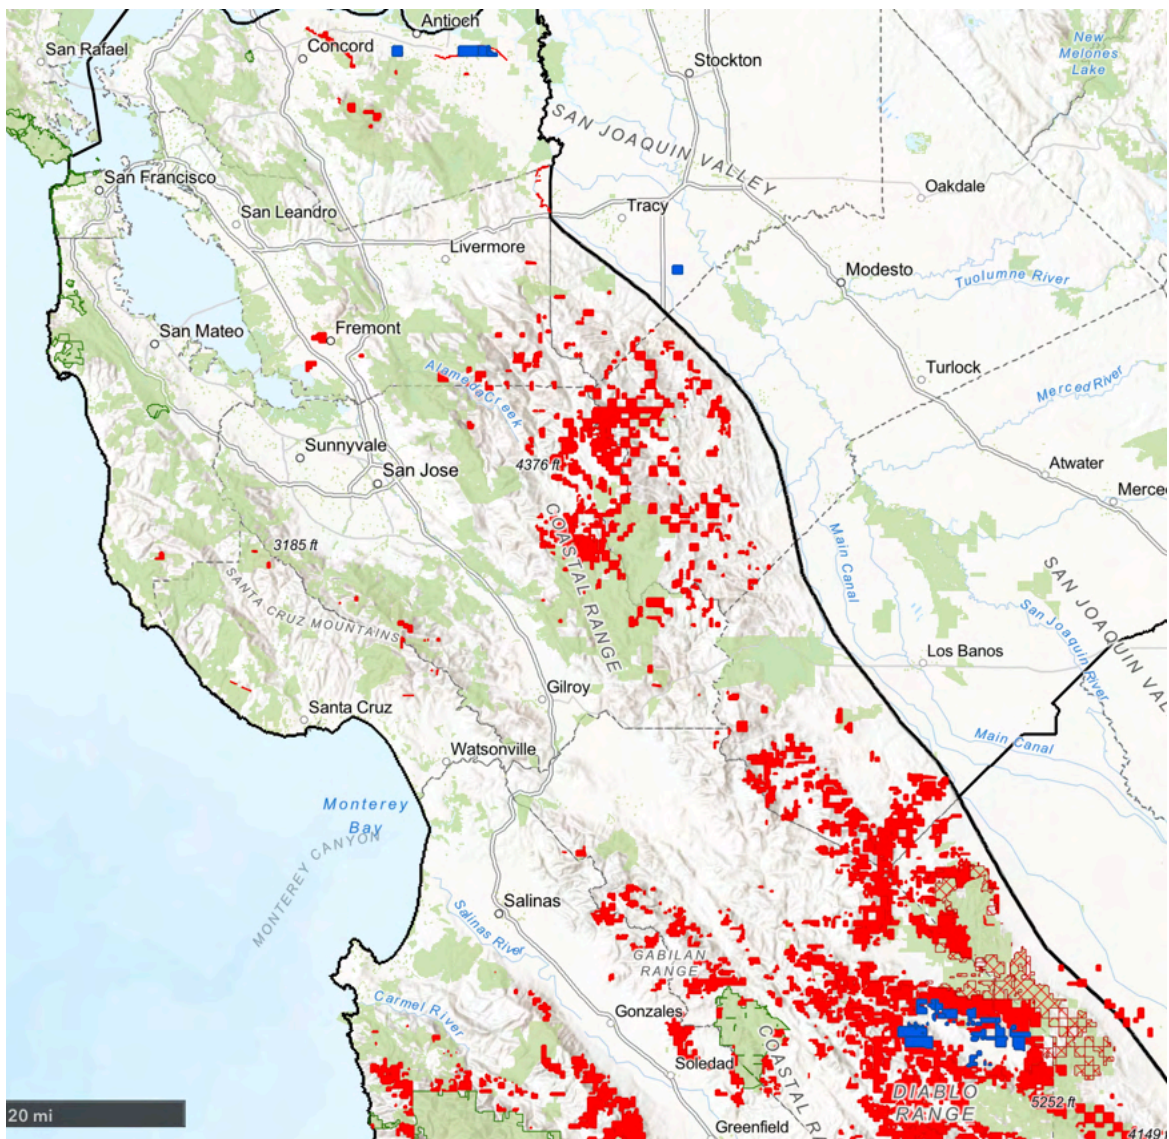 Antioch
San Rafael
Concord
New
Melones
Lake
Stockton
SAN JOAQUIN VALLEY
San Francisco
Oakdale
San Leandro
Tracy
Livermore
Modesto
Tuolumne River
San Mateo
Fremont
Alameda Creek
Turlock
Merced River
Sunnyvale
San Jose
4376 ft
Atwater
Merce
COASTAL RANGE
Main Canal
3185 ft
SANTA CRUZ MOUNTAINS
SAN JOAQUIN VAL
San Joaquin River
Los Banos
Gilroy
Santa Cruz
Main Canal
Watsonville
Monterey
Bay
MONTEREY CANYON
Salinas
Salinas River
GABILAN
RANGE
Carmel River
Gonzales
COASTAL R
Soledad
DIABLO
RANGE
5252 ft
Greenfield
4149
20 mi